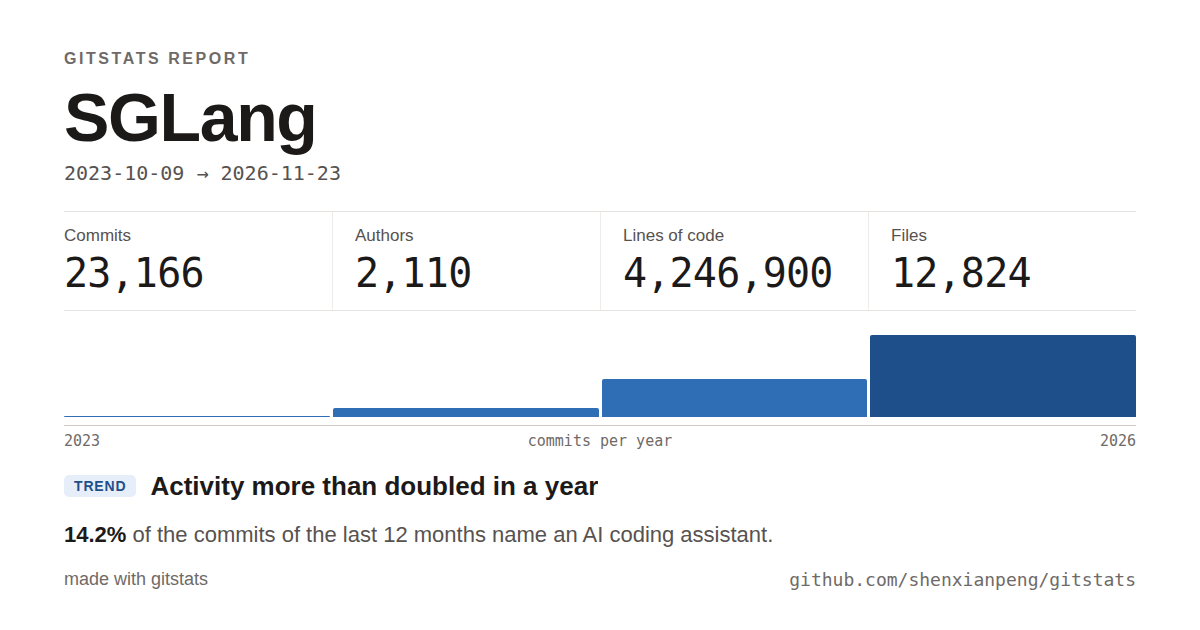 GITSTATS REPORT
SGLang
2023-10-09 → 2026-11-23
Commits
23,166
Authors
2,110
Lines of code
4,246,900
Files
12,824
2023
commits per year
2026
TREND Activity more than doubled in a year
14.2% of the commits of the last 12 months name an AI coding assistant.
made with gitstats
github.com/shenxianpeng/gitstats